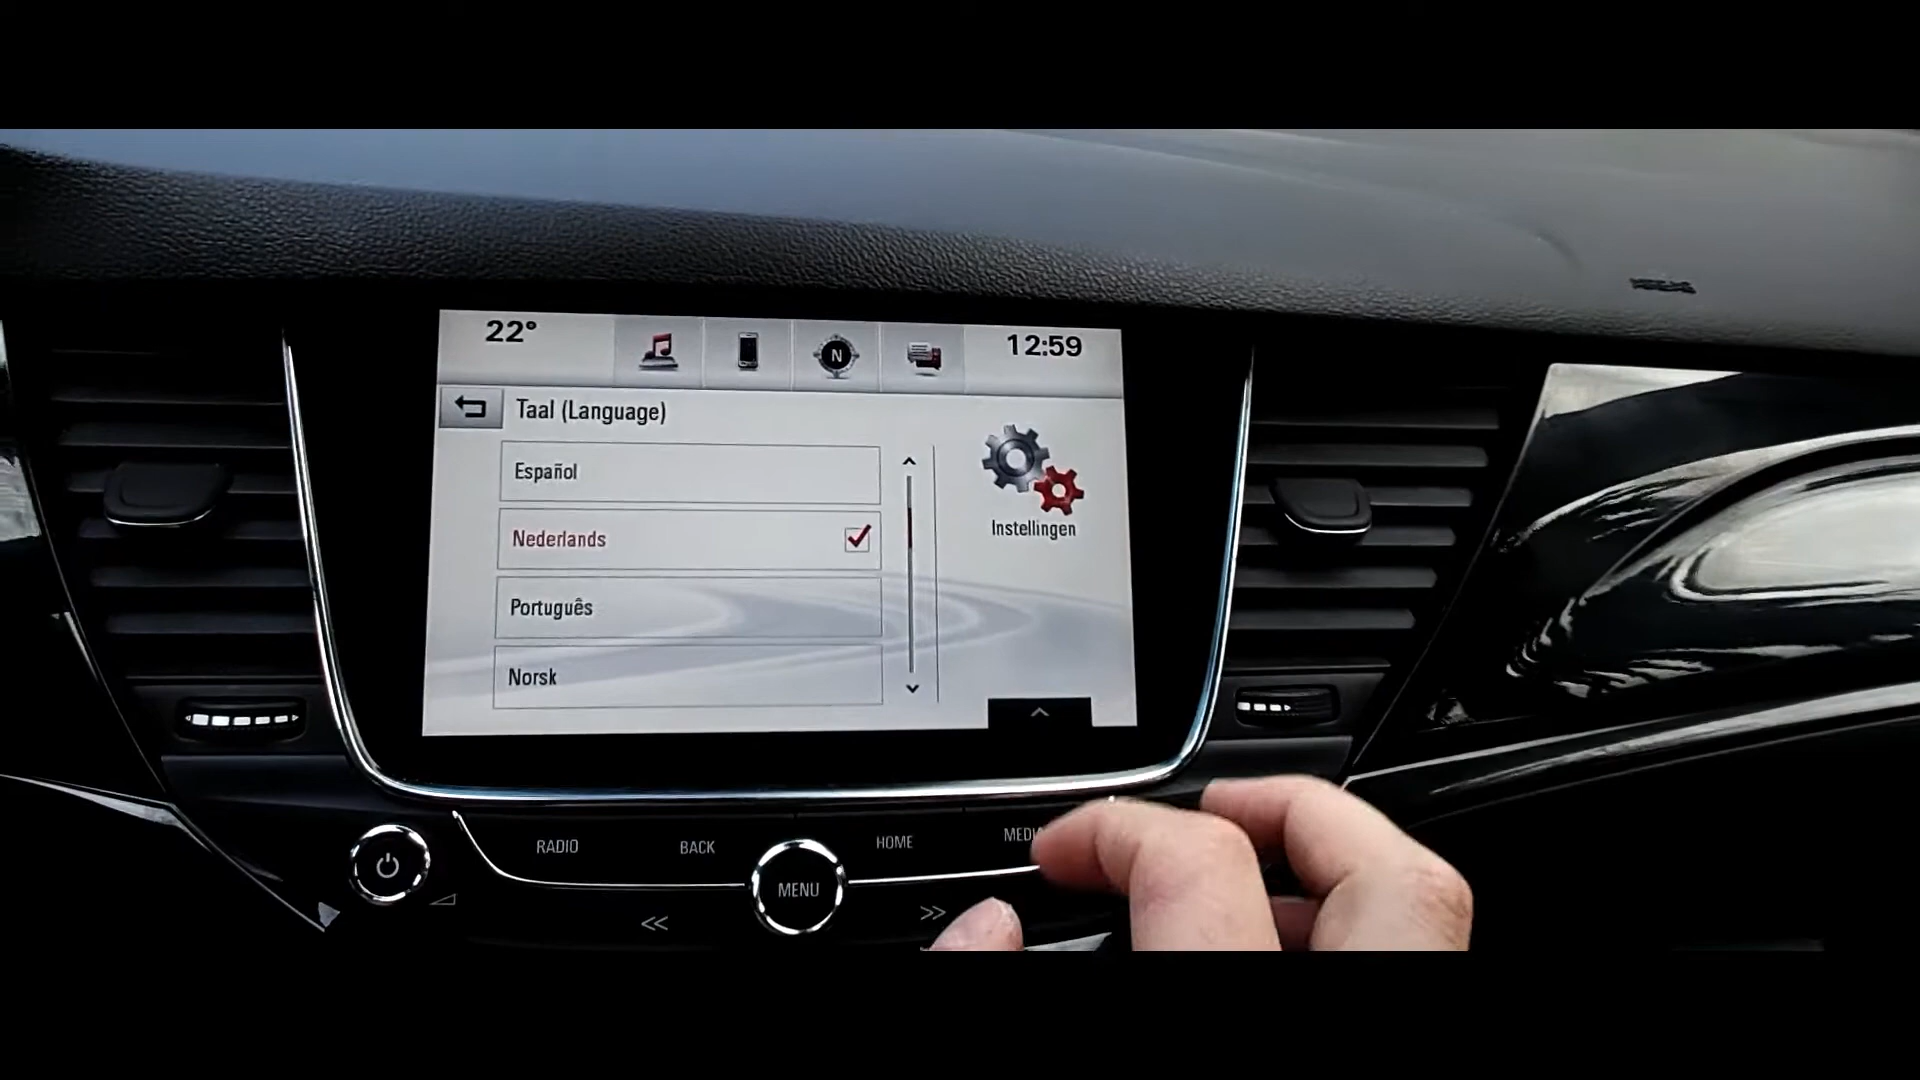 22°
N
12:59
Taal (Language)
Español
Nederlands
Português
Norsk
Instellingen
RADIO
BACK
MENU
HOME